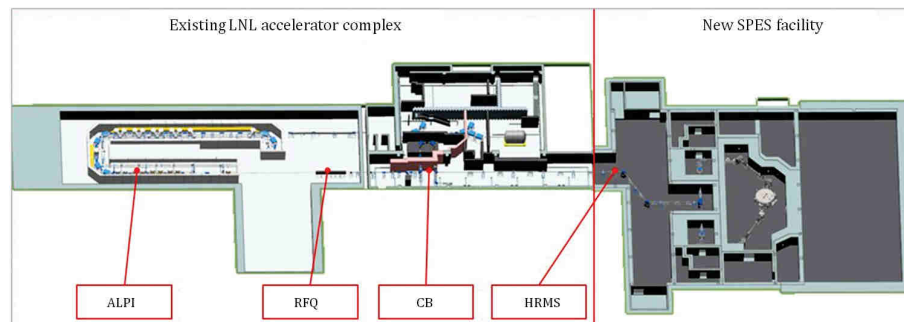 Existing LNL accelerator complex
New SPES facility
ALPI
RFQ
CB
HRMS